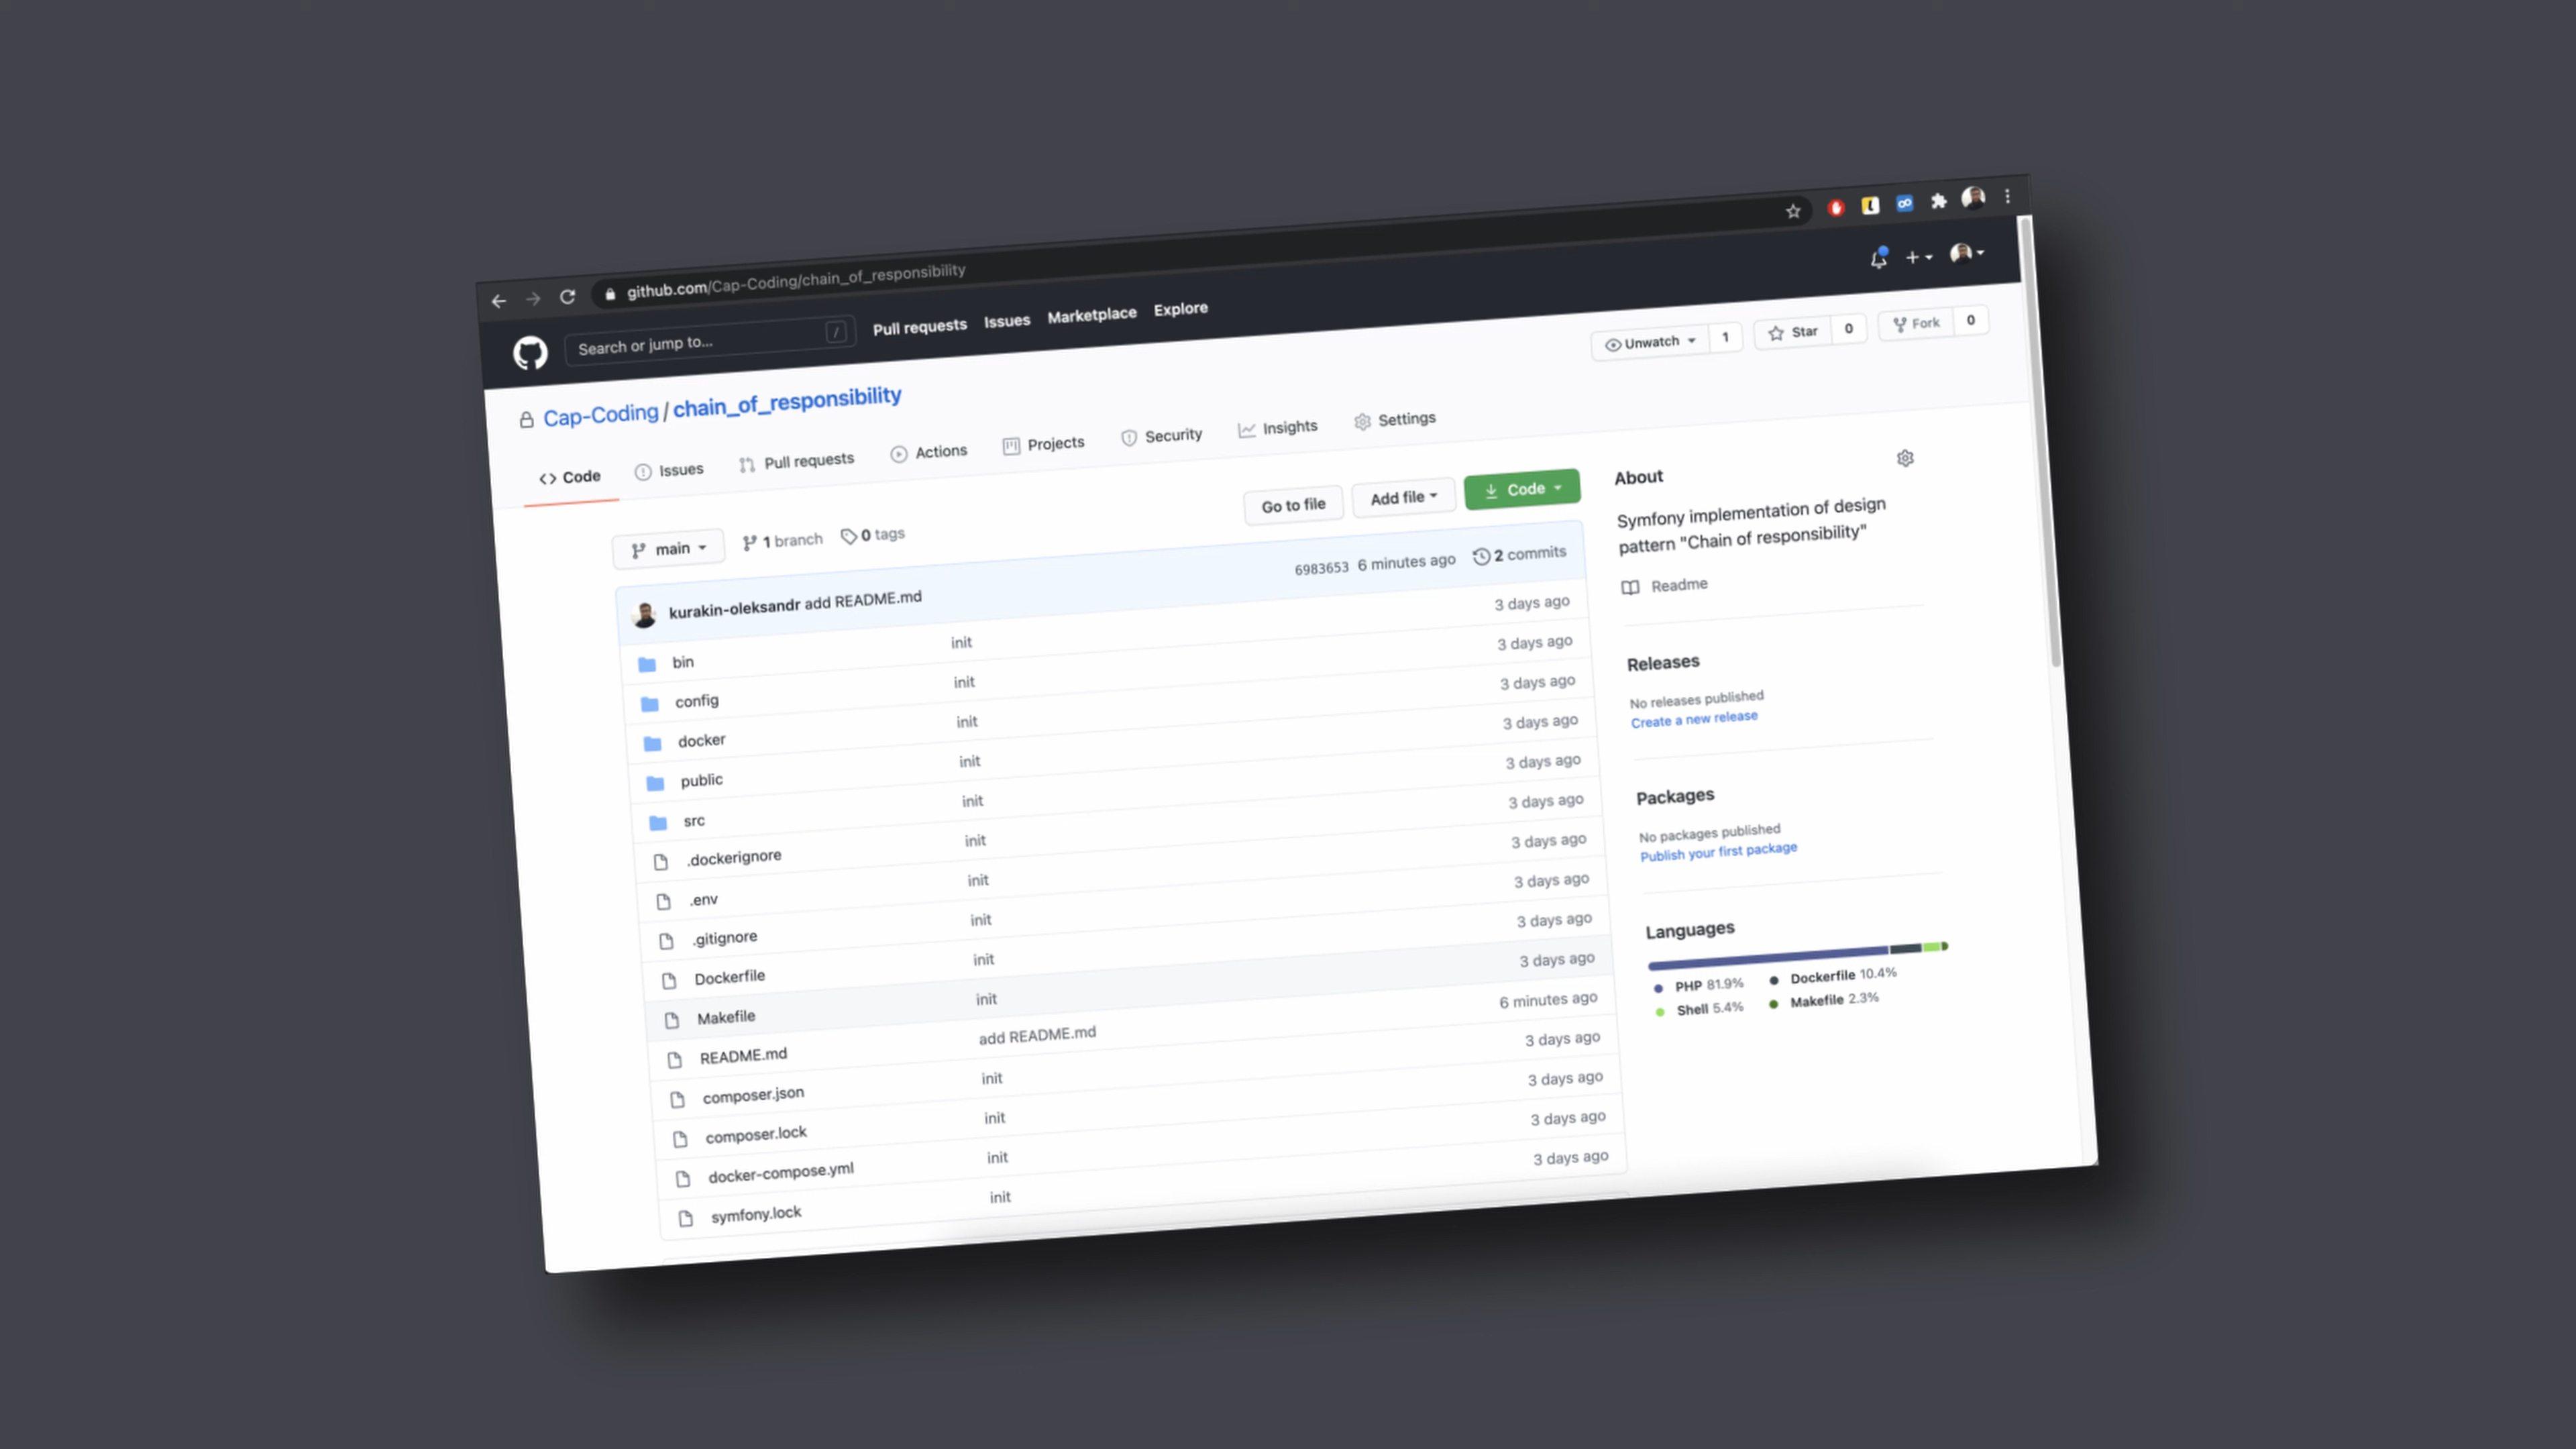 github.com/Cap-Coding/chain_of_responsibility
Search or jump to... /
Pull requests Issues Marketplace Explore
Cap-Coding / chain_of_responsibility
Unwatch 1 Star 0 Fork 0
Code Issues Pull requests Actions Projects Security Insights Settings
main 1 branch 0 tags Go to file Add file Code
kurakin-oleksandr add README.md 6983653 6 minutes ago 2 commits
bin init 3 days ago
config init 3 days ago
docker init 3 days ago
public init 3 days ago
src init 3 days ago
.dockerignore init 3 days ago
.env init 3 days ago
.gitignore init 3 days ago
Dockerfile init 3 days ago
Makefile init 3 days ago
README.md add README.md 6 minutes ago
composer.json init 3 days ago
composer.lock init 3 days ago
docker-compose.yml init 3 days ago
symfony.lock init 3 days ago
About
Symfony implementation of design
pattern "Chain of responsibility"
Readme
Releases
No releases published
Create a new release
Packages
No packages published
Publish your first package
Languages
PHP 81.9% Dockerfile 10.4%
Shell 5.4% Makefile 2.3%